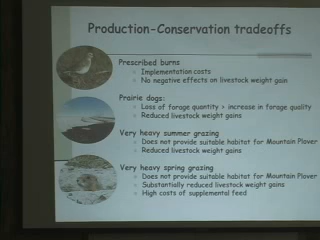 Production-Conservation tradeoffs
Prescribed burns
Implementation costs
No negative effects on livestock weight gain
Prairie dogs:
Loss of forage quantity > increase in forage quality
Reduced livestock weight gains
Very heavy summer grazing
Does not provide suitable habitat for Mountain Plover
Reduced livestock weight gains
Very heavy spring grazing
Does not provide suitable habitat for Mountain Plover
Substantially reduced livestock weight gains
High costs of supplemental feed